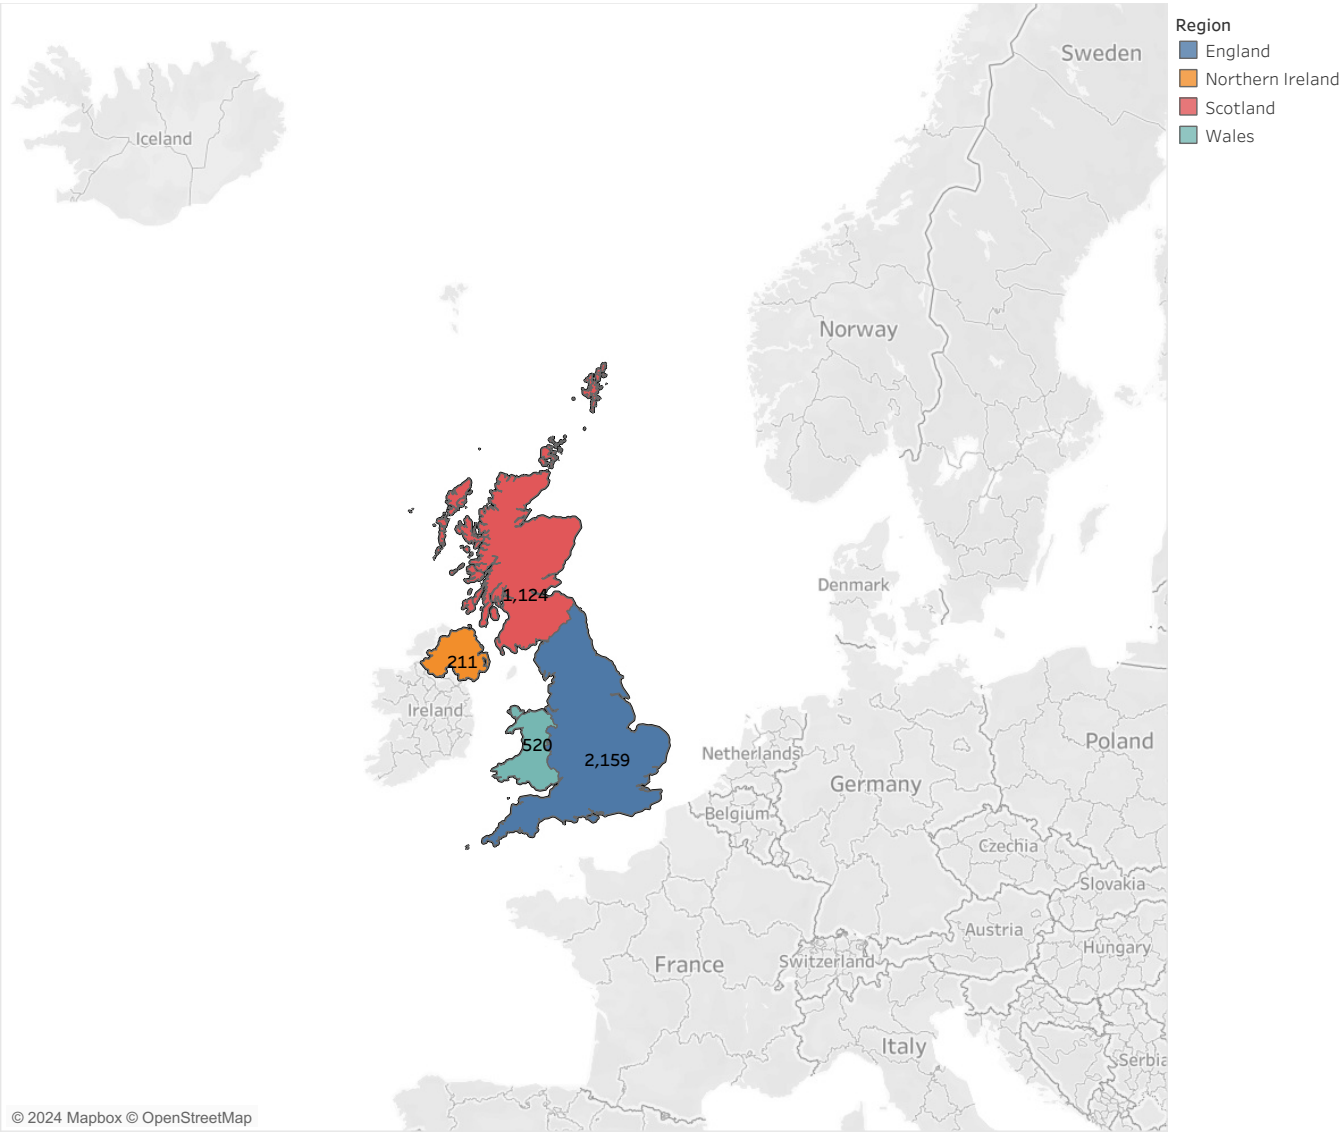 Region
England
Northern Ireland
Scotland
Wales
Sweden
Iceland
Norway
Denmark
1,124
211
Ireland
520
2,159
Netherlands
Poland
Germany
Belgium
Czechia
Slovakia
Austria
Hungary
Switzerland
France
Italy
Serbia
© 2024 Mapbox © OpenStreetMap